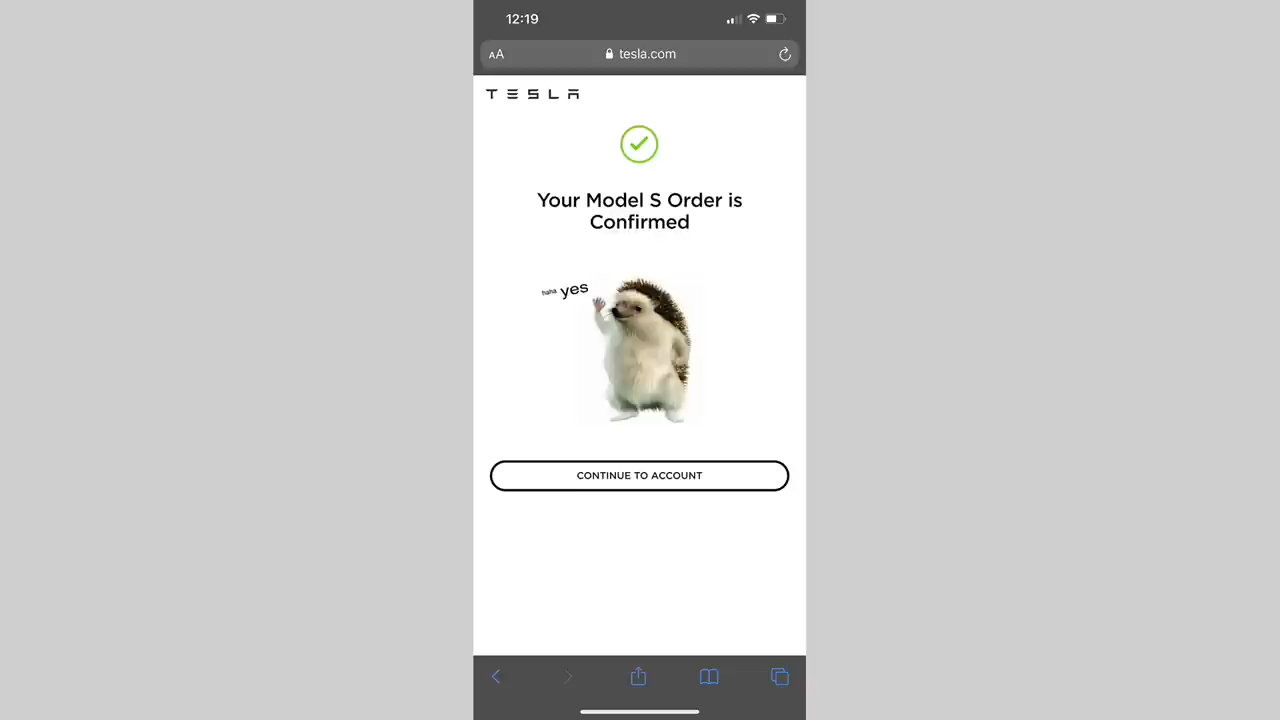 12:19
AA tesla.com
TESLA
Your Model S Order is
Confirmed
haha yes
CONTINUE TO ACCOUNT